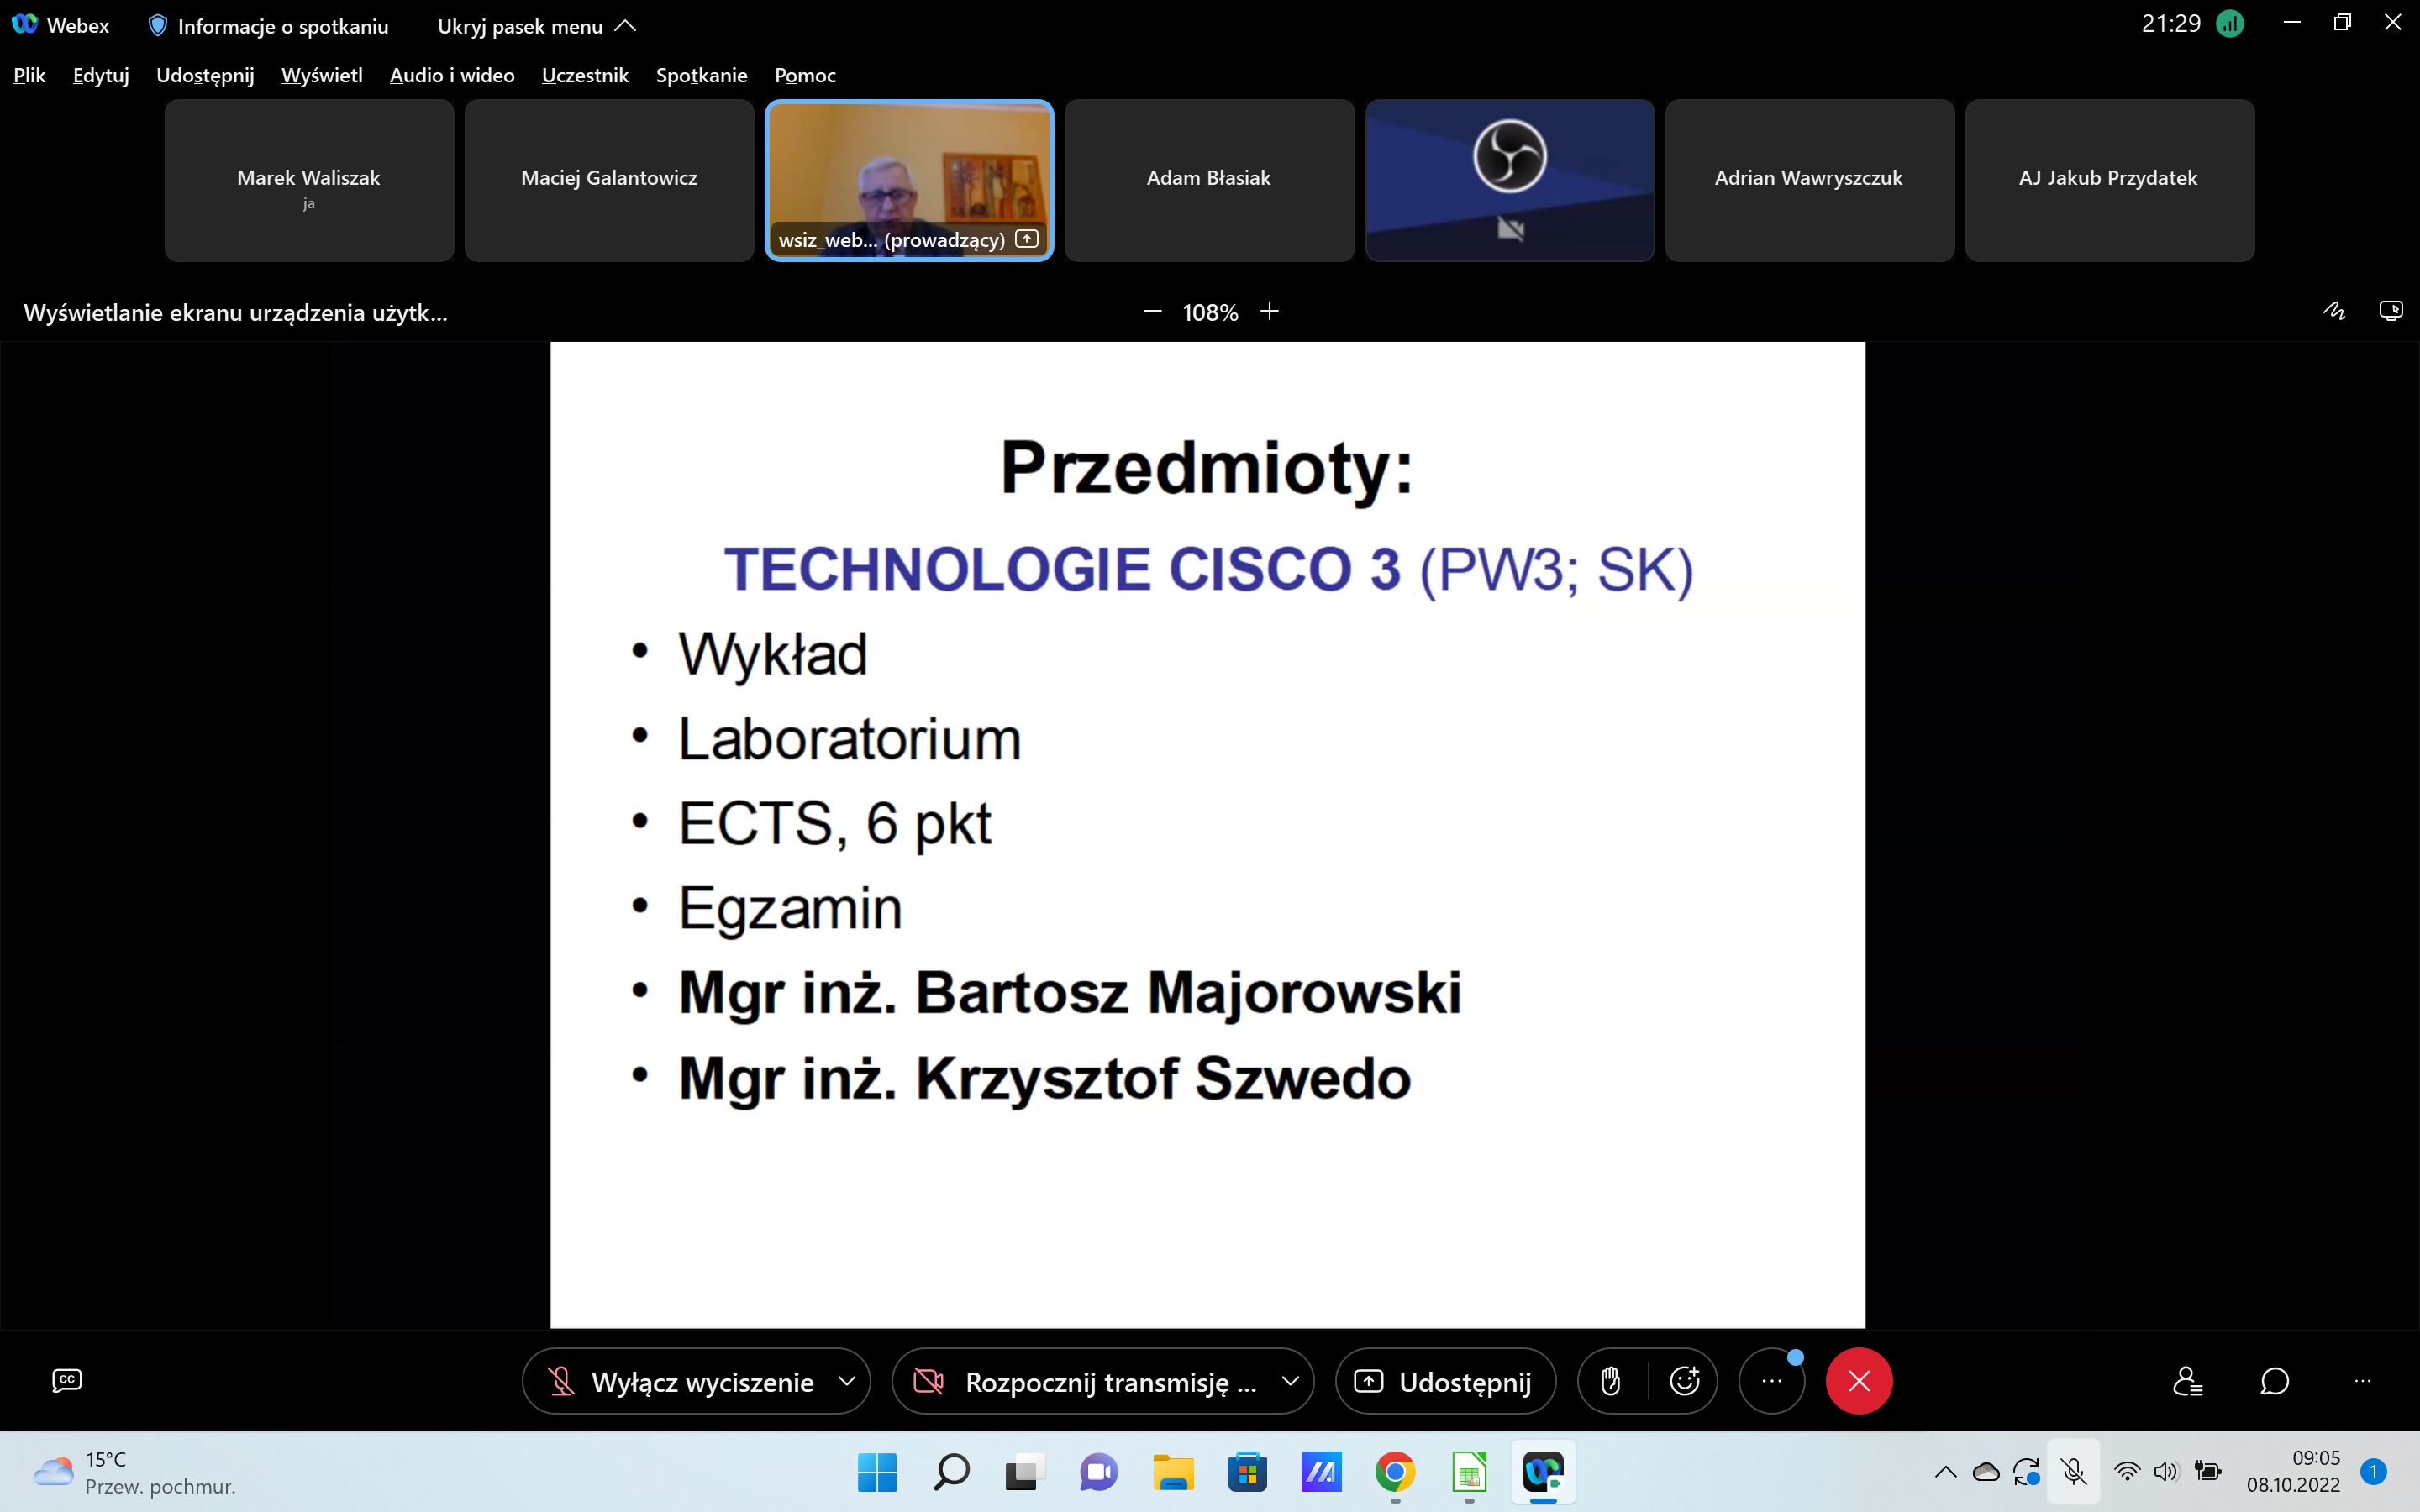 Webex
Informacje o spotkaniu
Ukryj pasek menu
21:29
Plik
Edytuj
Udostępnij
Wyświetl
Audio i wideo
Uczestnik
Spotkanie
Pomoc
Marek Waliszak
ja
Maciej Galantowicz
wsiz_web... (prowadzący)
Adam Błasiak
Adrian Wawryszczuk
AJ Jakub Przydatek
Wyświetlanie ekranu urządzenia użytk...
108%
Przedmioty:
TECHNOLOGIE CISCO 3 (PW3; SK)
• Wykład
• Laboratorium
• ECTS, 6 pkt
• Egzamin
• Mgr inż. Bartosz Majorowski
• Mgr inż. Krzysztof Szwedo
CC
Wyłącz wyciszenie
Rozpocznij transmisję ...
Udostępnij
15°C
Przew. pochmur.
09:05
08.10.2022
1